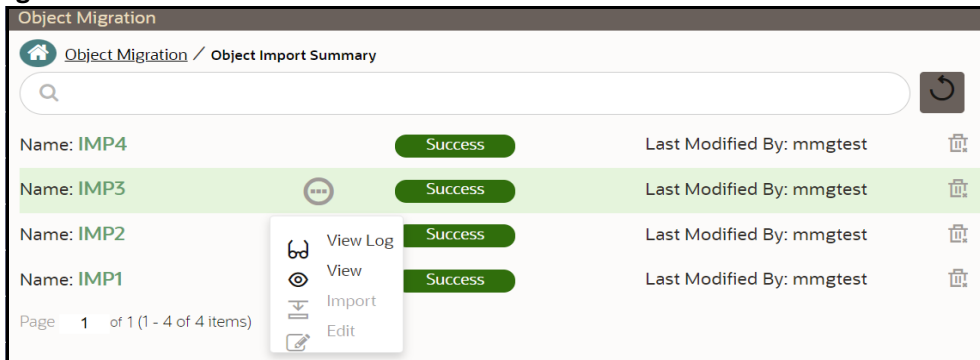 Object Migration
Object Migration / Object Import Summary
Name: IMP4 Success Last Modified By: mmgtest
Name: IMP3 Success Last Modified By: mmgtest
Name: IMP2 Success Last Modified By: mmgtest
Name: IMP1 Success Last Modified By: mmgtest
View Log
View
Import
Edit
Page 1 of 1 (1 - 4 of 4 items)